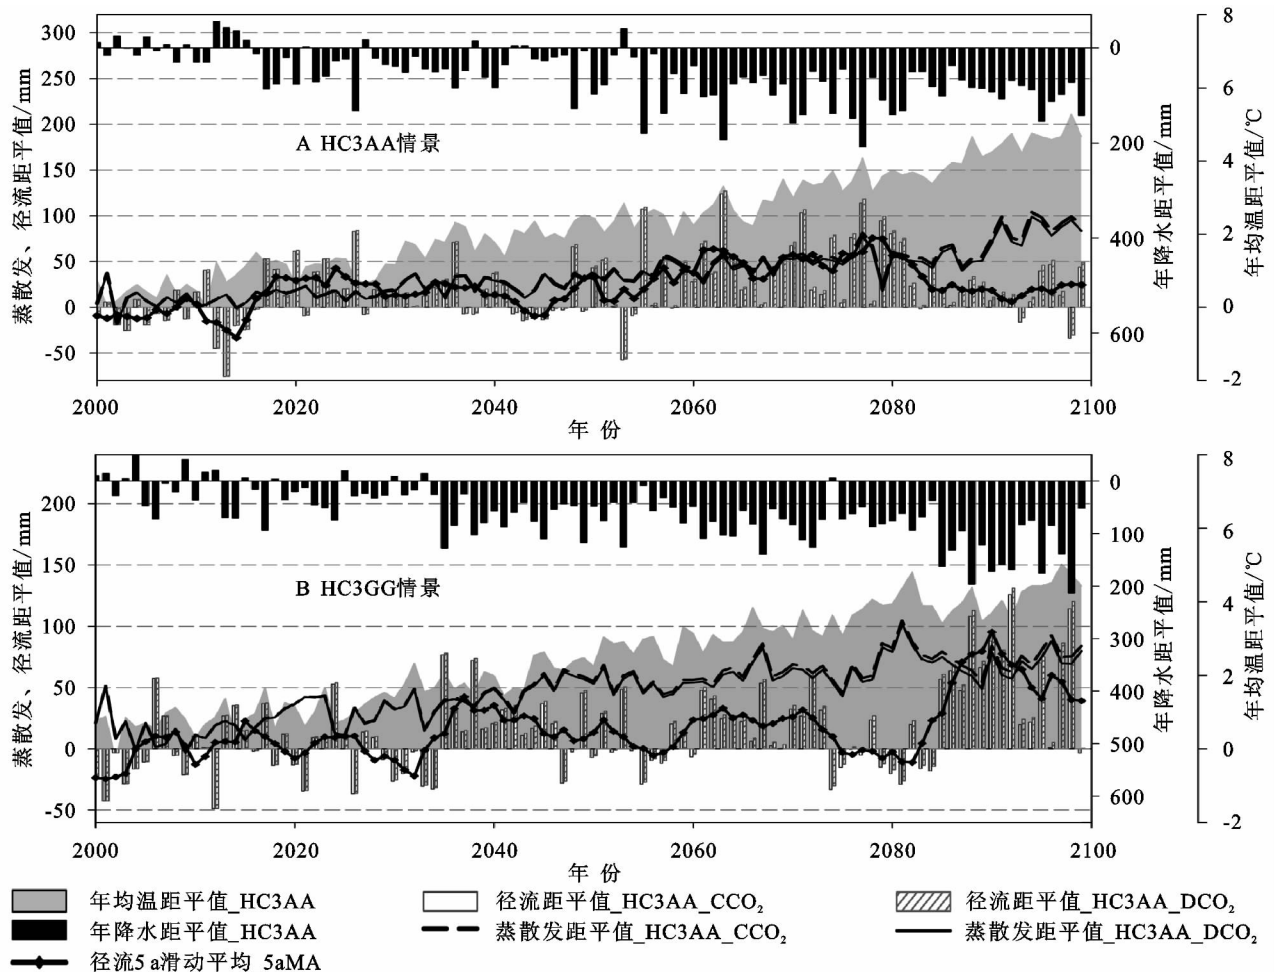 300
250
200
150
100
50
0
-50
蒸散发、径流距平值/mm
0
200
400
600
年降水距平值/mm
8
6
4
2
0
-2
年均温距平值/℃
A HC3AA情景
2000
2020
2040
2060
2080
2100
年 份
200
150
100
50
0
-50
蒸散发、径流距平值/mm
0
100
200
300
400
500
600
年降水距平值/mm
8
6
4
2
0
-2
年均温距平值/℃
B HC3GG情景
2000
2020
2040
2060
2080
2100
年 份
年均温距平值_HC3AA
径流距平值_HC3AA_CCO₂
径流距平值_HC3AA_DCO₂
年降水距平值_HC3AA
蒸散发距平值_HC3AA_CCO₂
蒸散发距平值_HC3AA_DCO₂
径流5a滑动平均 5aMA